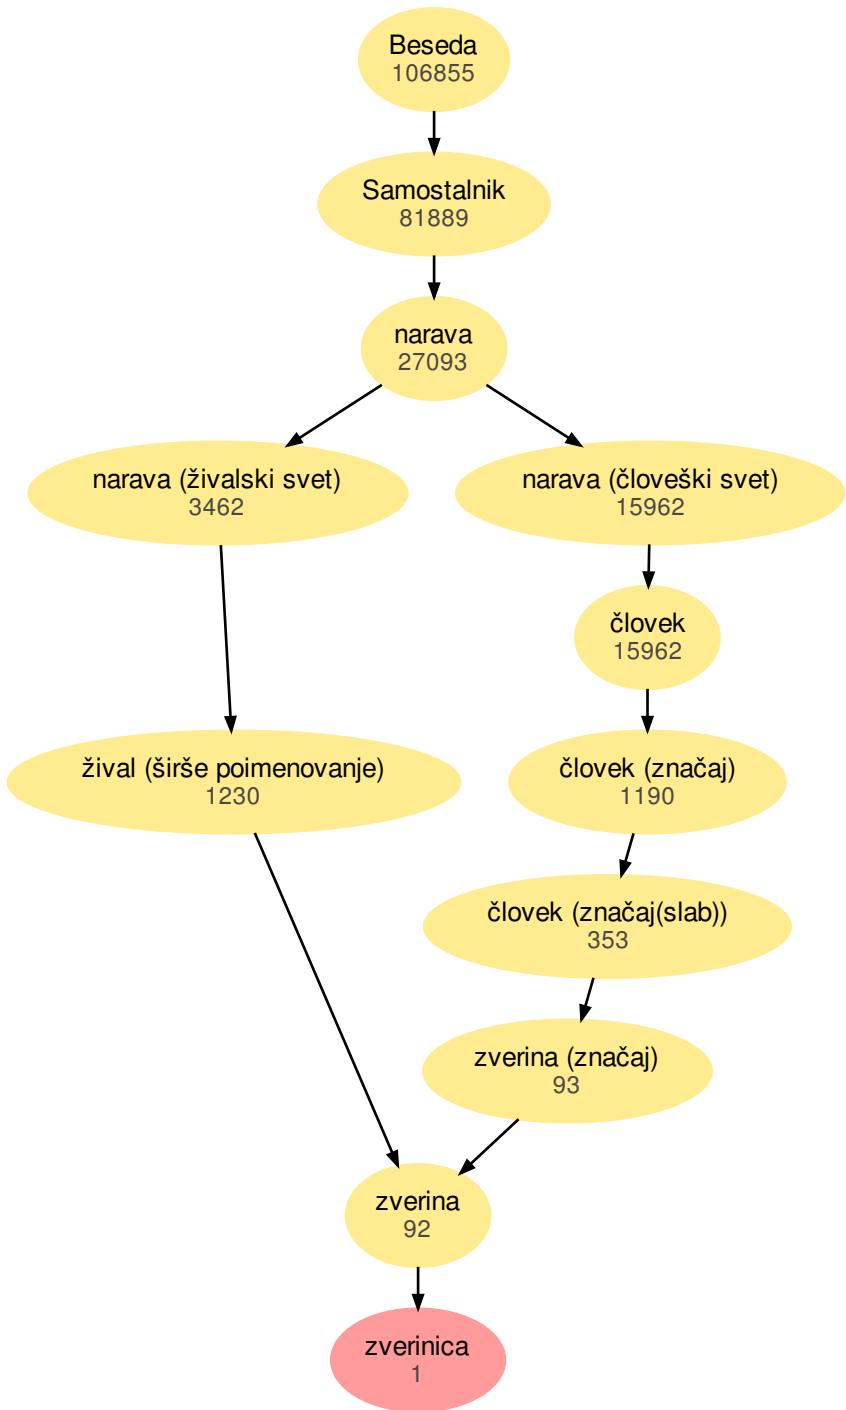 Beseda
106855
Samostalnik
81889
narava
27093
narava (živalski svet)
3462
narava (človeški svet)
15962
človek
15962
žival (širše poimenovanje)
1230
človek (značaj)
1190
človek (značaj(slab))
353
zverina (značaj)
93
zverina
92
zverinica
1